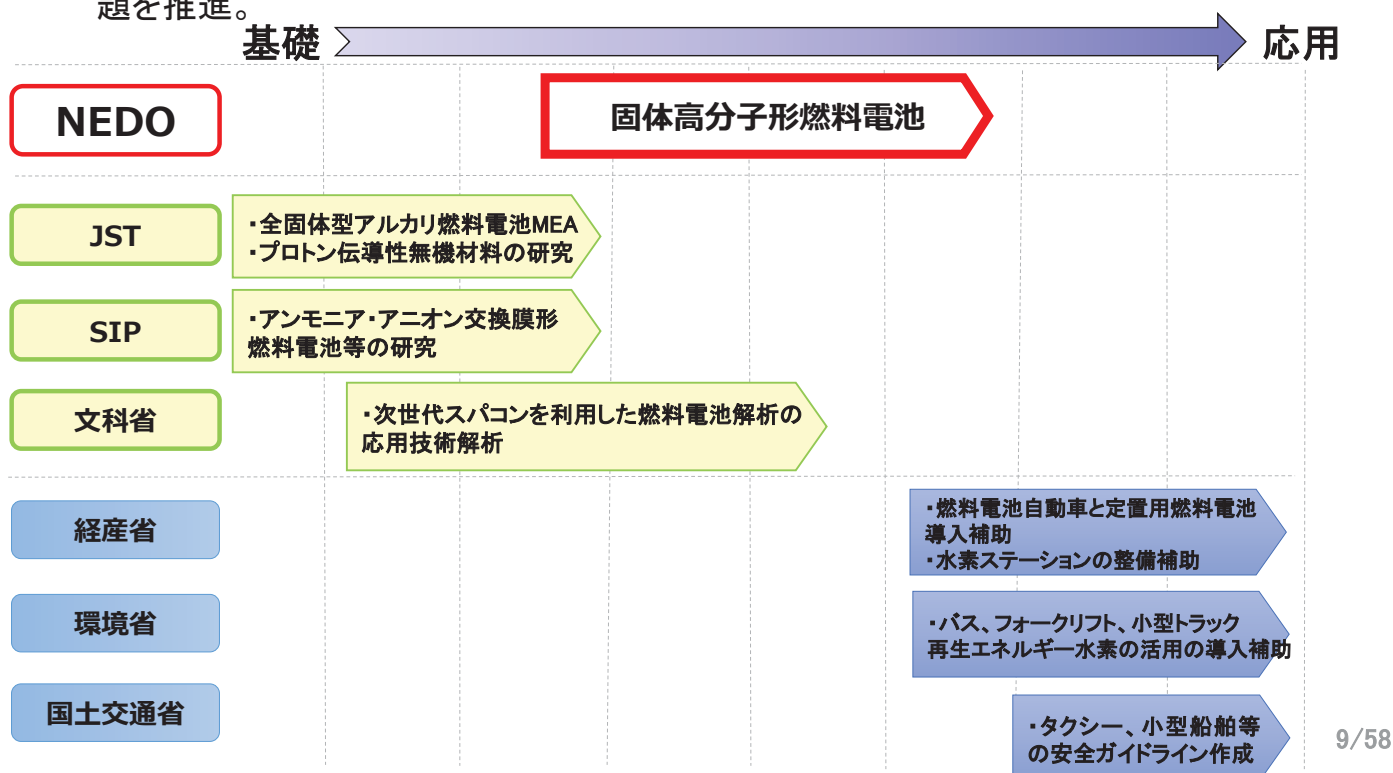 題を推進。
基礎
応用
NEDO
固体高分子形燃料電池
JST
・全固体型アルカリ燃料電池MEA
・プロトン伝導性無機材料の研究
SIP
・アンモニア・アニオン交換膜形
燃料電池等の研究
文科省
・次世代スパコンを利用した燃料電池解析の
応用技術解析
経産省
・燃料電池自動車と定置用燃料電池
導入補助
・水素ステーションの整備補助
環境省
・バス、フォークリフト、小型トラック
再生エネルギー水素の活用の導入補助
国土交通省
・タクシー、小型船舶等
の安全ガイドライン作成
9/58